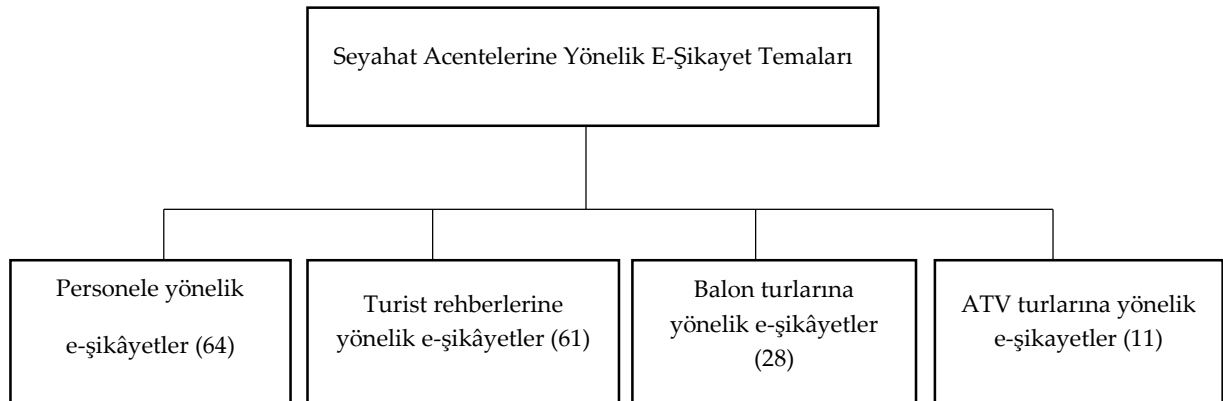 Seyahat Acentelerine Yönelik E-Şikayet Temaları
Personele yönelik
e-şikâyetler (64)
Turist rehberlerine
yönelik e-şikâyetler (61)
Balon turlarına
yönelik e-şikâyetler
(28)
ATV turlarına yönelik
e-şikayetler (11)